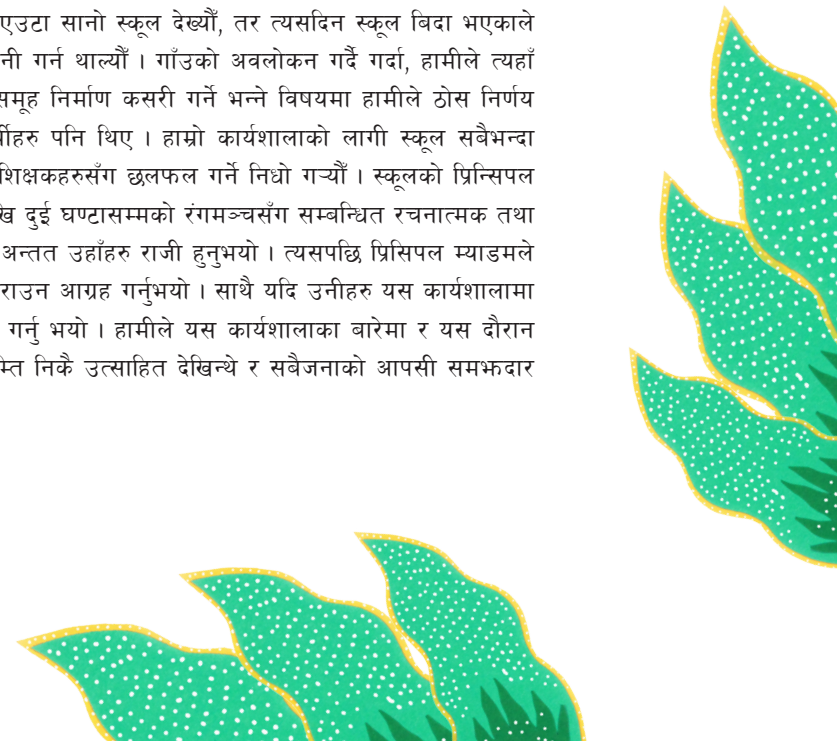 एउटा सानो स्कूल देख्यौँ, तर त्यसदिन स्कूल बिदा भएकाले
नी गर्न थाल्यौँ । गाँउको अवलोकन गर्दै गर्दा, हामीले त्यहाँ
समूह निर्माण कसरी गर्ने भन्ने विषयमा हामीले ठोस निर्णय
र्थीहरु पनि थिए । हाम्रो कार्यशालाको लागी स्कूल सबैभन्दा
शिक्षकहरुसँग छलफल गर्ने निधो गर्‍यौँ । स्कूलको प्रिन्सिपल
खि दुई घण्टासम्मको रंगमञ्चसँग सम्बन्धित रचनात्मक तथा
अन्तत उहाँहरु राजी हुनुभयो । त्यसपछि प्रिसिपल म्याडमले
राउन आग्रह गर्नुभयो । साथै यदि उनीहरु यस कार्यशालामा
गर्नु भयो । हामीले यस कार्यशालाका बारेमा र यस दौरान
निकै उत्साहित देखिन्थे र सबैजनाको आपसी समझदार